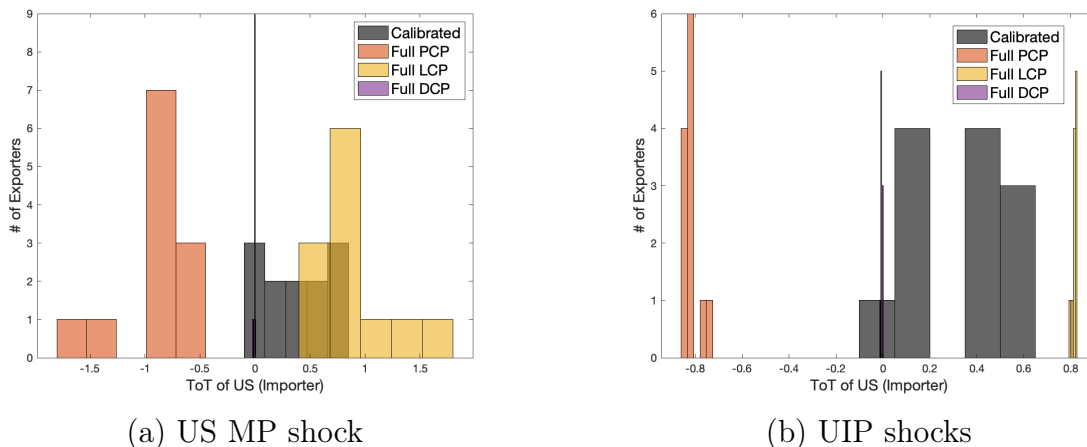 9
8
7
6
5
4
3
2
1
0
# of Exporters
-1.5
-1
-0.5
0
0.5
1
1.5
ToT of US (Importer)
Calibrated
Full PCP
Full LCP
Full DCP
(a) US MP shock
6
5
4
3
2
1
0
# of Exporters
-0.8
-0.6
-0.4
-0.2
0
0.2
0.4
0.6
0.8
ToT of US (Importer)
Calibrated
Full PCP
Full LCP
Full DCP
(b) UIP shocks